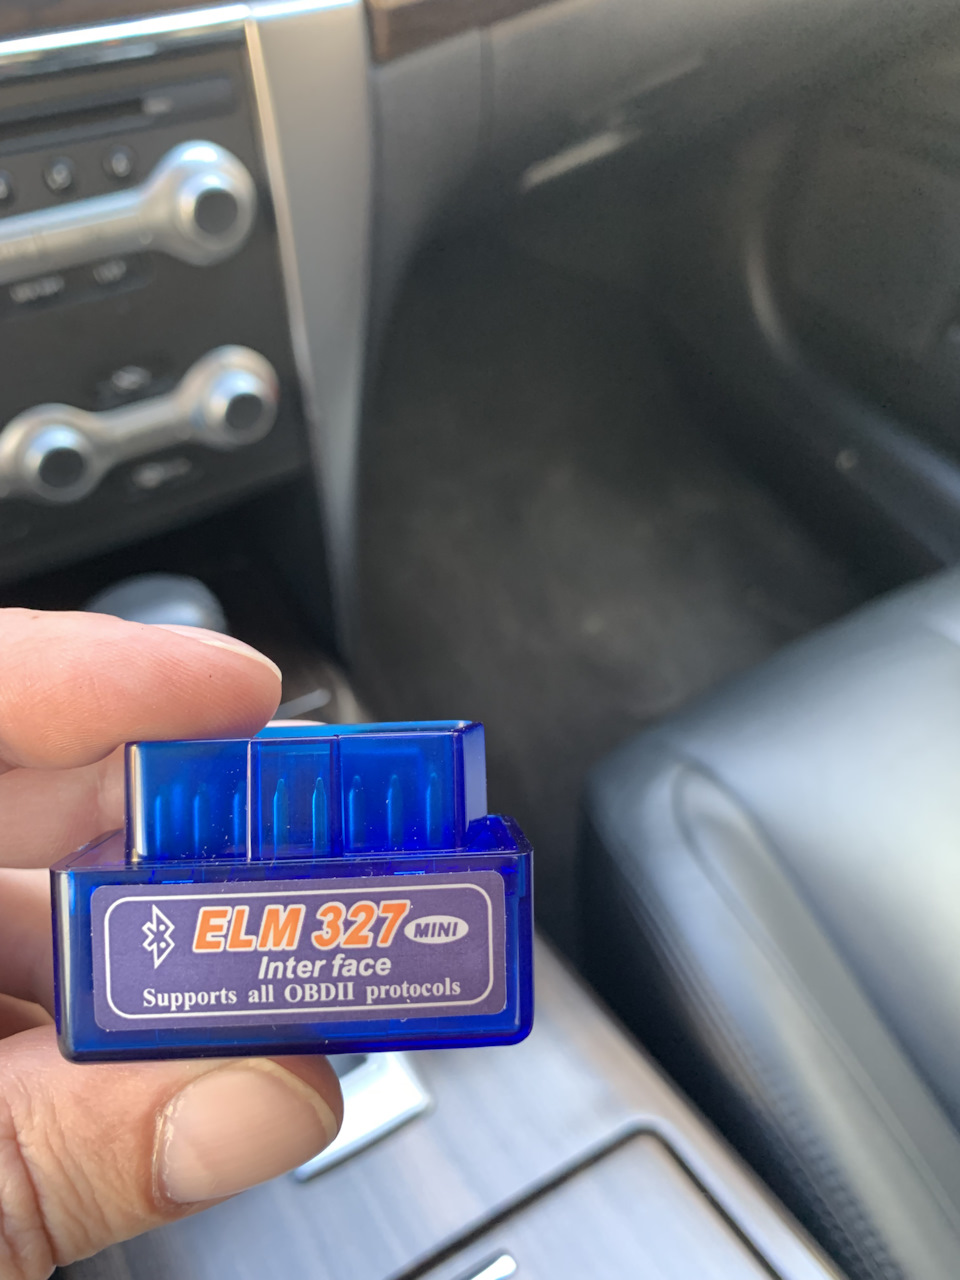 ELM 327 MINI
Inter face
Supports all OBDII protocols